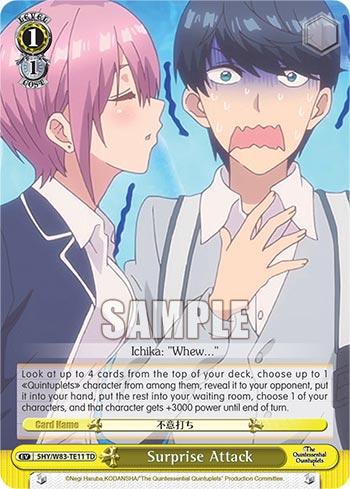 LEVEL
1
1
COST
SAMPLE
Ichika: "Whew..."
Look at up to 4 cards from the top of your deck, choose up to 1
«Quintuplets» character from among them, reveal it to your opponent, put
it into your hand, put the rest into your waiting room, choose 1 of your
characters, and that character gets +3000 power until end of turn.
Card Name
不意打ち
EV 5HY/W83-TE11 TD
Surprise Attack
The
Quintessential
Quintuplets
©Negi Haruba,KODANSHA/"The Quintessential Quintuplets" Production Committee.